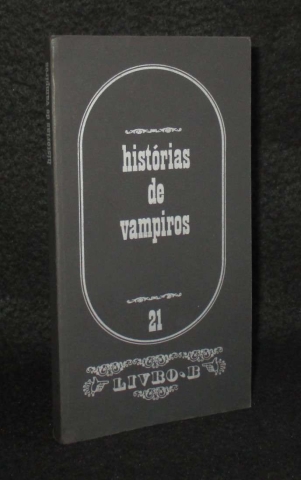 histórias de vampiros
histórias
de
vampiros
21
LIVRO-B